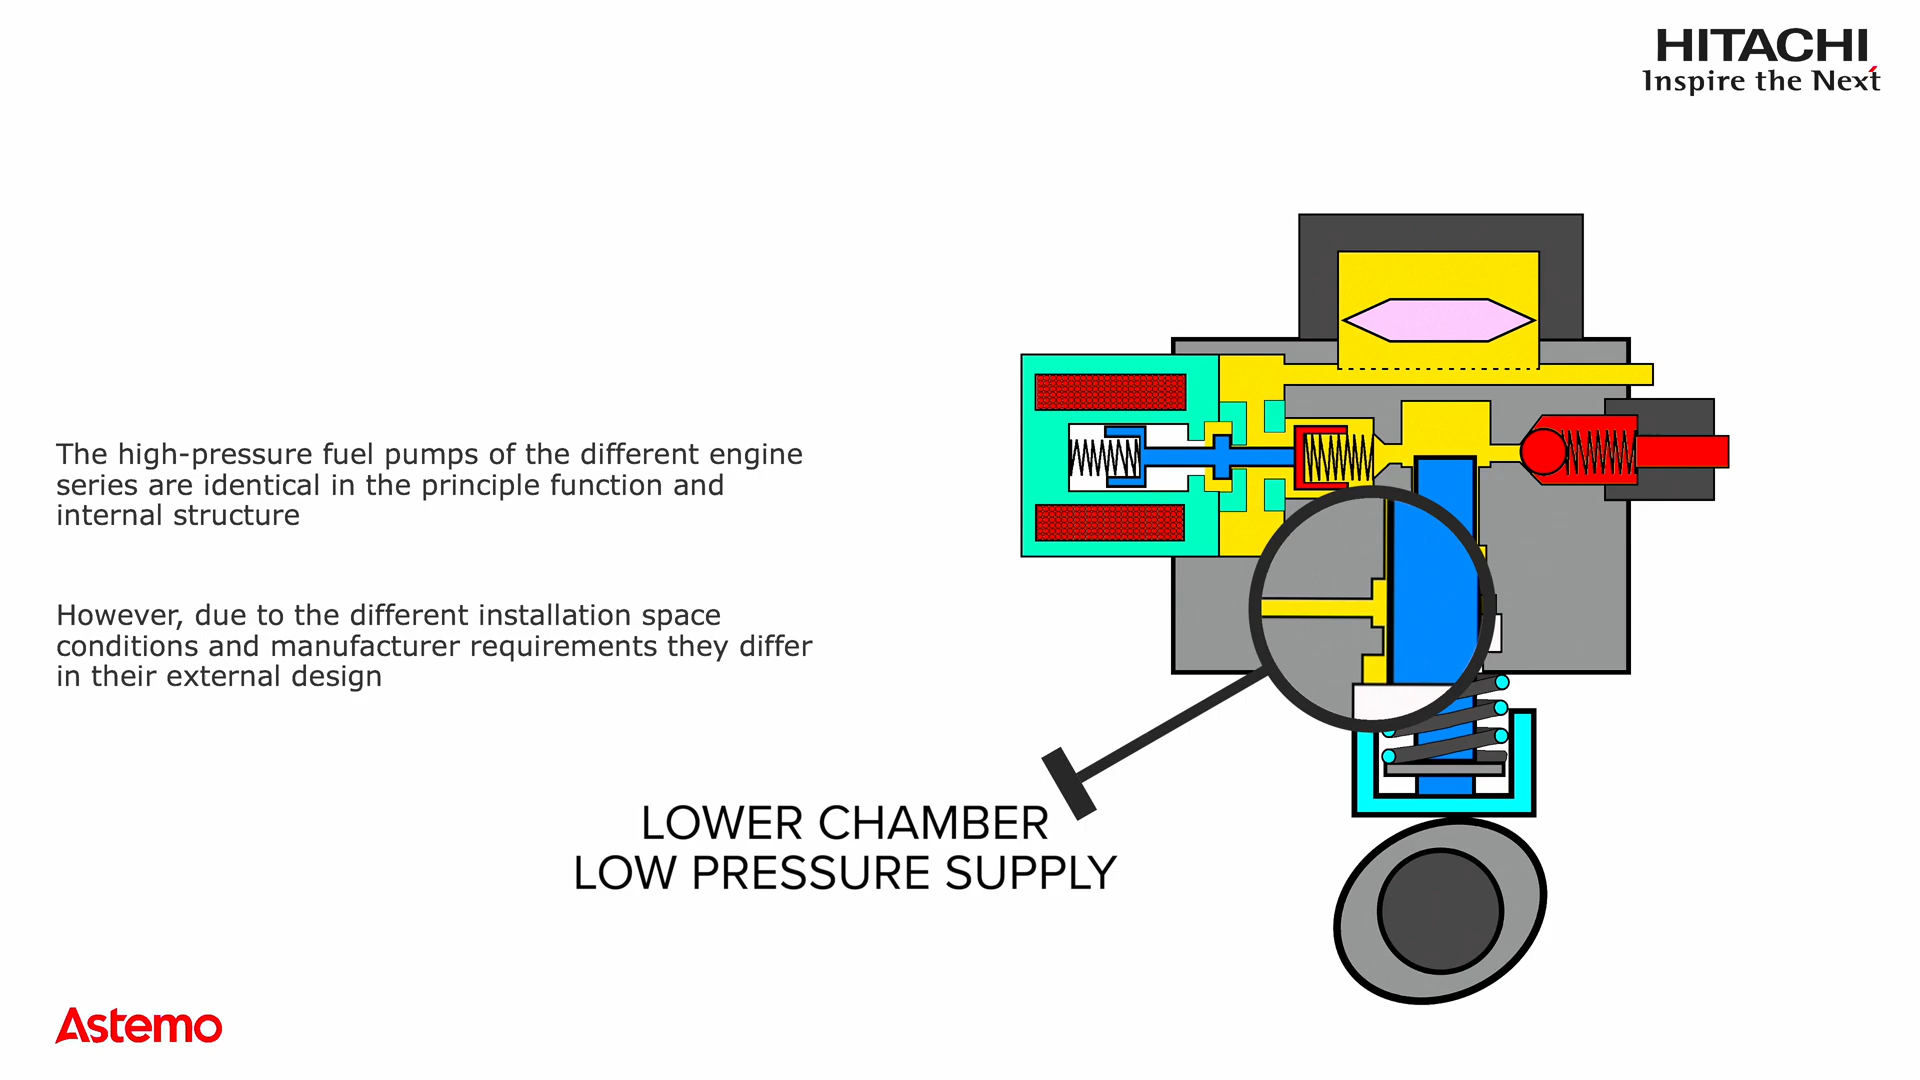 HITACHI
Inspire the Next
The high-pressure fuel pumps of the different engine
series are identical in the principle function and
internal structure
However, due to the different installation space
conditions and manufacturer requirements they differ
in their external design
LOWER CHAMBER
LOW PRESSURE SUPPLY
Astemo